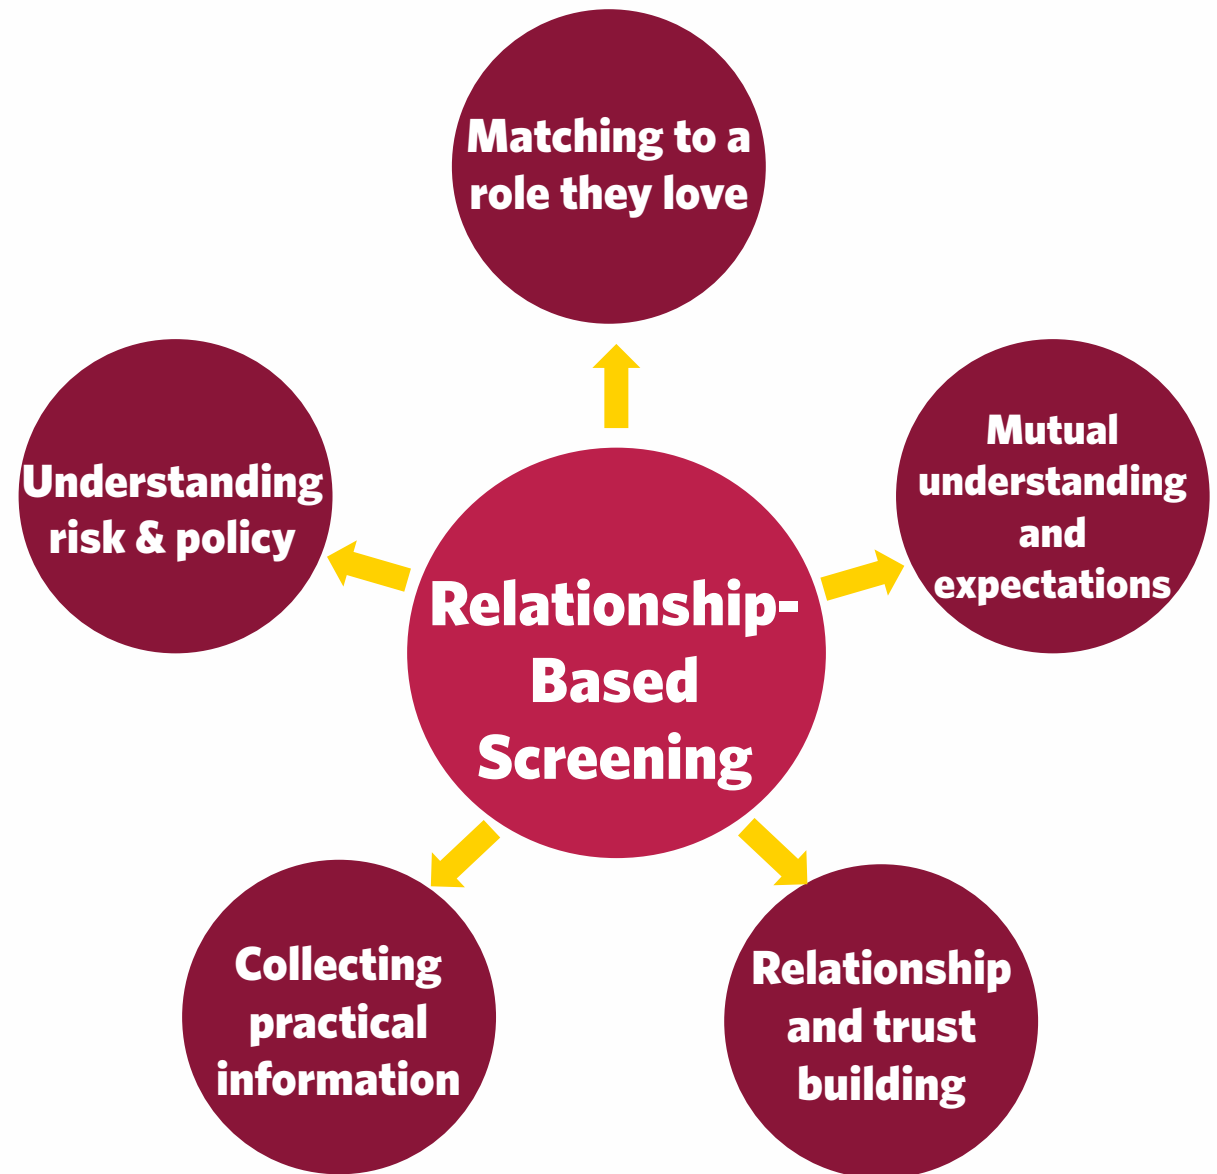 Matching to a
role they love
Understanding
risk & policy
Mutual
understanding
and
expectations
Relationship-
Based
Screening
Collecting
practical
information
Relationship
and trust
building